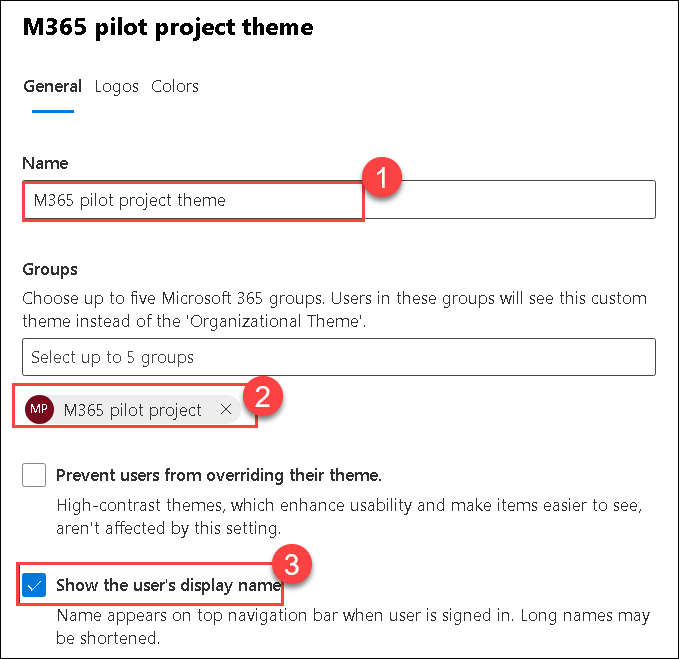 M365 pilot project theme
General Logos Colors
Name
1
M365 pilot project theme
Groups
Choose up to five Microsoft 365 groups. Users in these groups will see this custom
theme instead of the 'Organizational Theme'.
Select up to 5 groups
MP M365 pilot project
2
Prevent users from overriding their theme.
High-contrast themes, which enhance usability and make items easier to see,
aren't affected by this setting.
3
Show the user's display name
Name appears on top navigation bar when user is signed in. Long names may
be shortened.